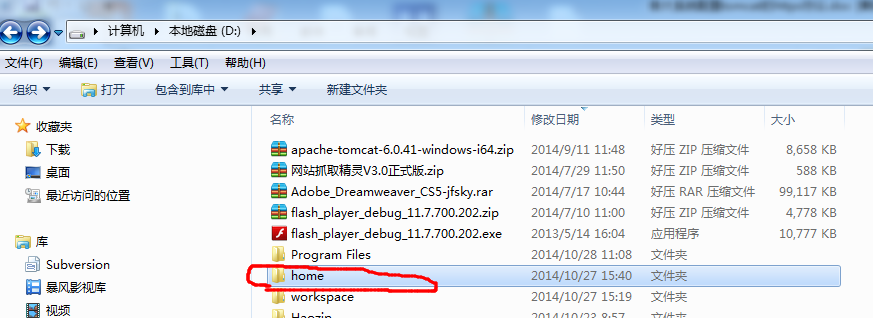 计算机 ▸ 本地磁盘 (D:) ▸
文件(F) 编辑(E) 查看(V) 工具(T) 帮助(H)
组织 打开 包含到库中 共享 新建文件夹
收藏夹
下载
桌面
最近访问的位置
库
Subversion
暴风影视库
视频
名称 修改日期 类型 大小
apache-tomcat-6.0.41-windows-i64.zip 2014/9/11 11:48 好压 ZIP 压缩文件 8,658 KB
网站抓取精灵V3.0正式版.zip 2014/7/29 11:50 好压 ZIP 压缩文件 588 KB
Adobe_Dreamweaver_CS5-jfsky.rar 2014/7/17 10:44 好压 RAR 压缩文件 99,117 KB
flash_player_debug_11.7.700.202.zip 2014/7/10 11:00 好压 ZIP 压缩文件 4,778 KB
flash_player_debug_11.7.700.202.exe 2013/5/14 16:04 应用程序 10,777 KB
Program Files 2014/10/28 11:08 文件夹
home 2014/10/27 15:40 文件夹
workspace 2014/10/27 15:19 文件夹
Haozip 2014/10/23 8:57 文件夹